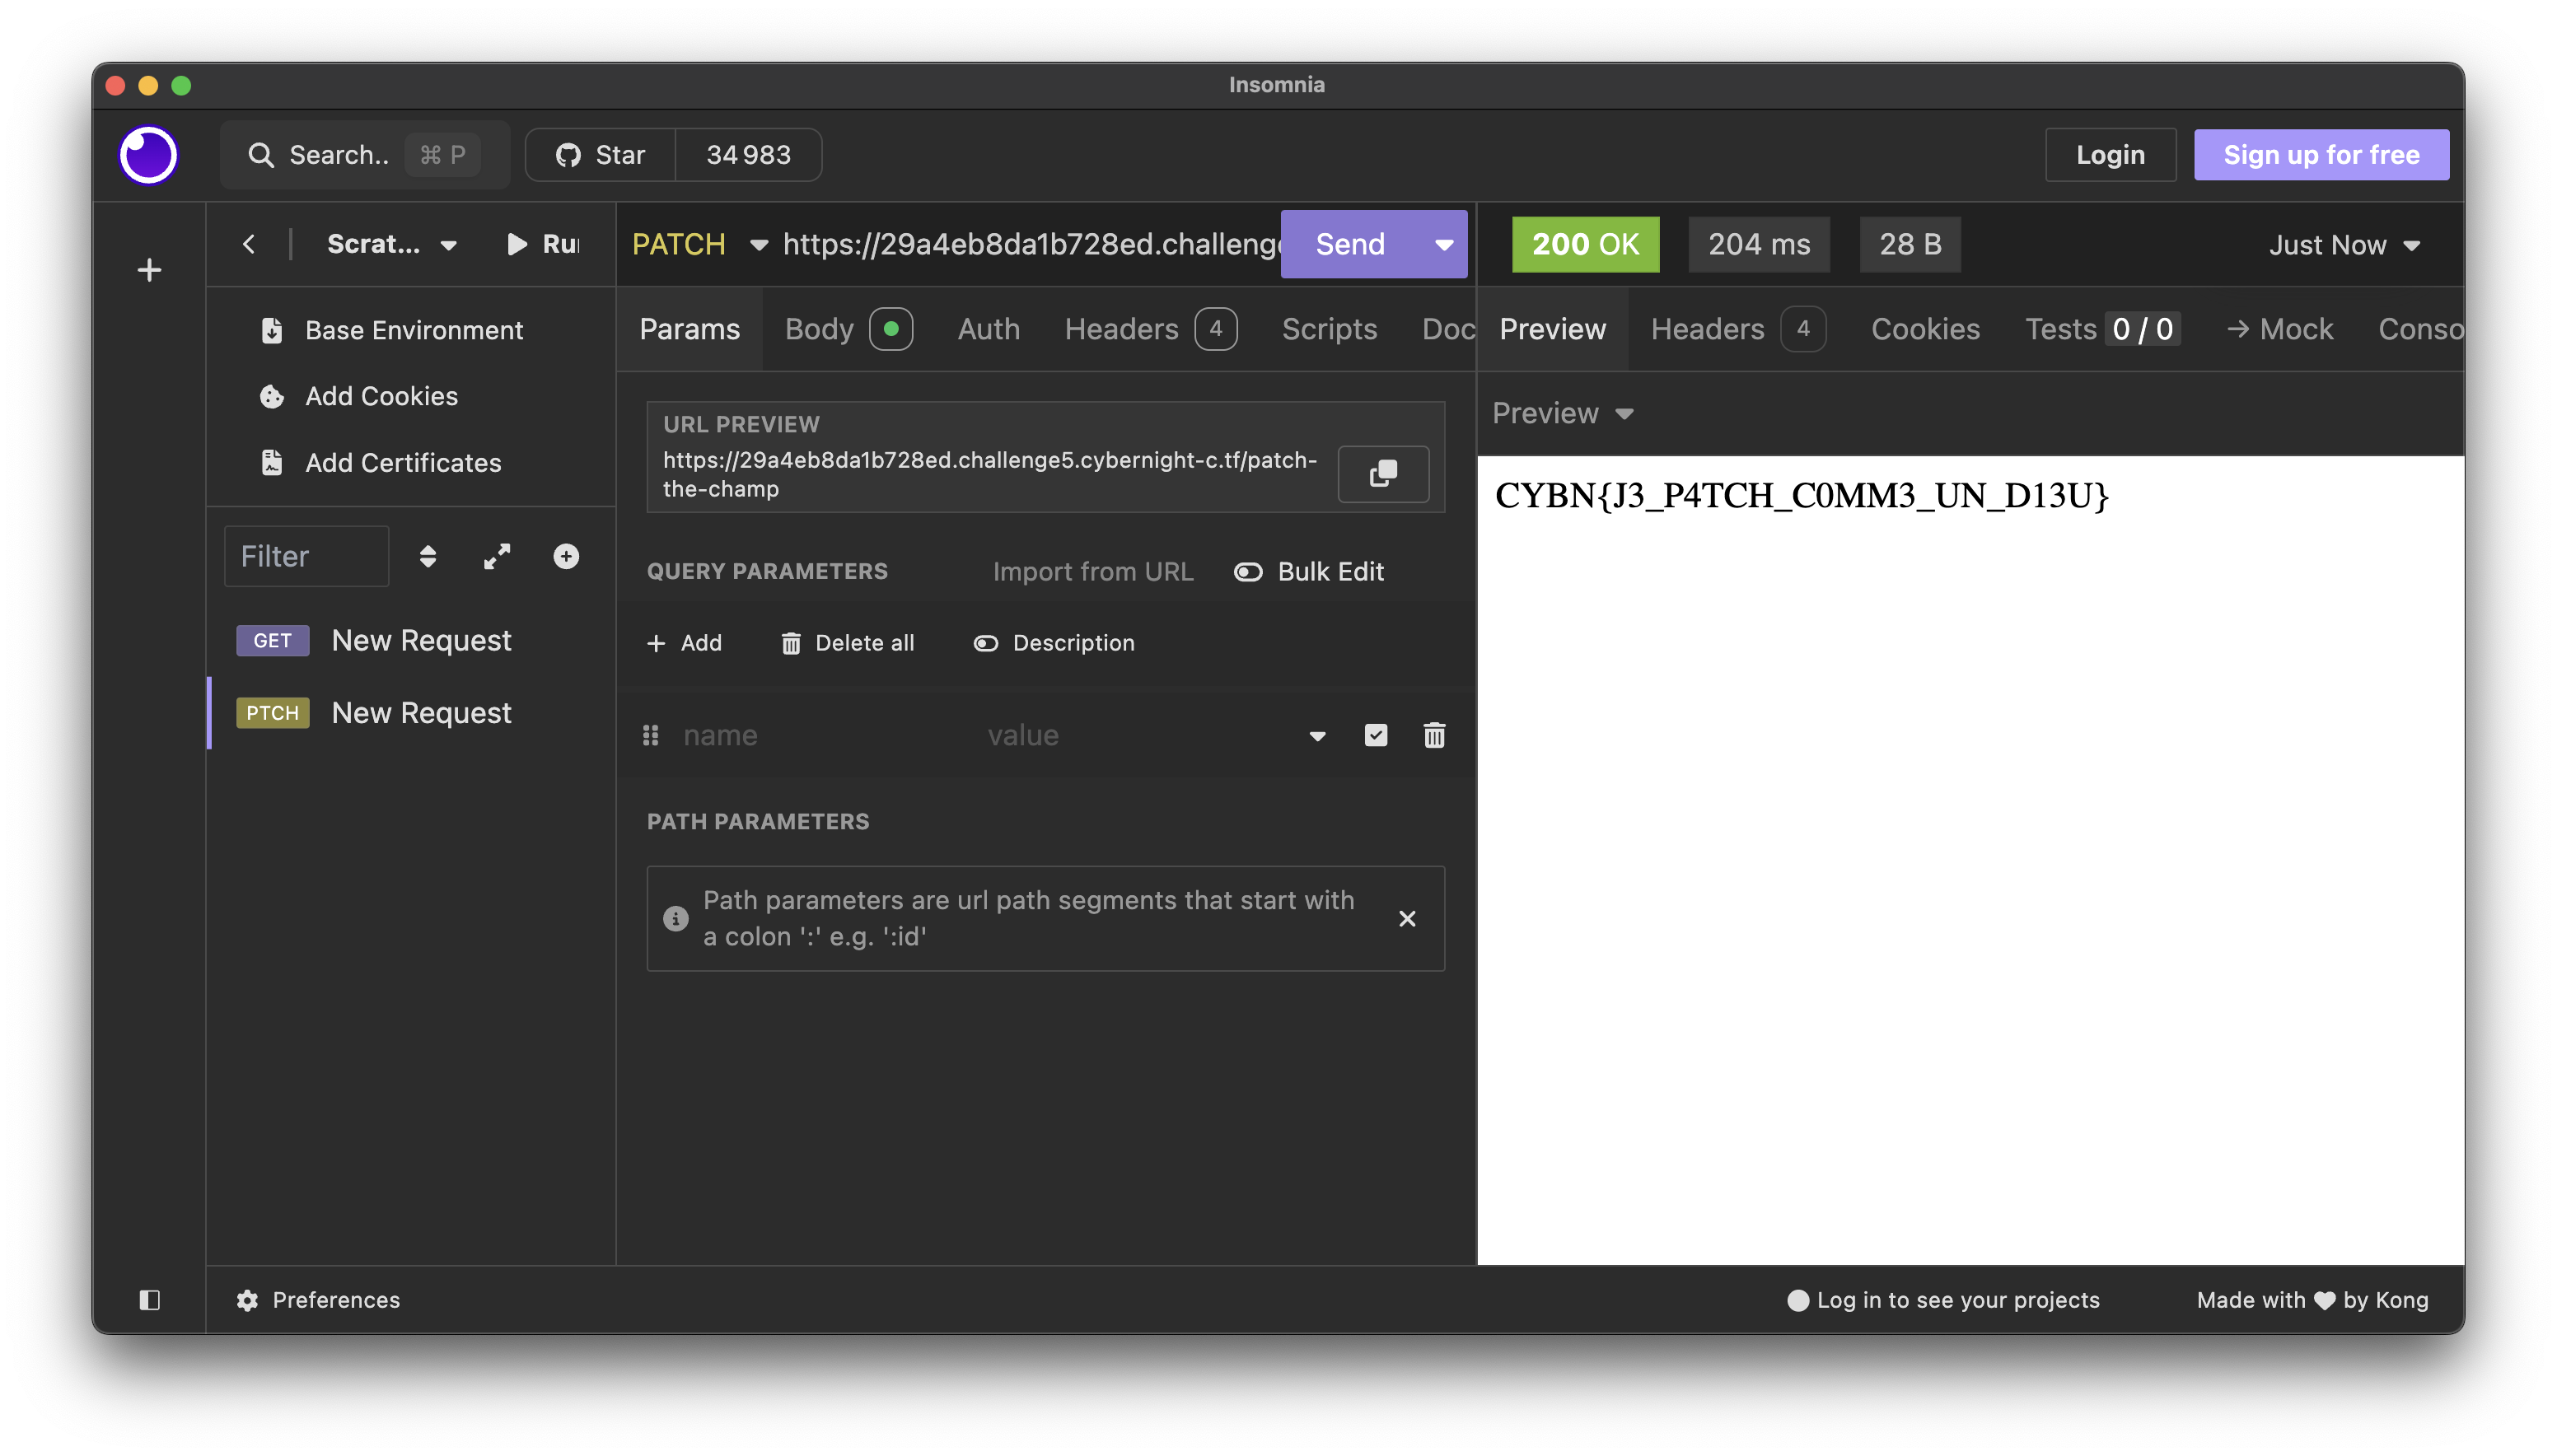 Insomnia
Search.. ⌘ P
Star 34 983
Login
Sign up for free
Scrat...
Ru
PATCH https://29a4eb8da1b728ed.challenge
Send
200 OK 204 ms 28 B
Just Now
Base Environment
Add Cookies
Add Certificates
Filter
GET New Request
PTCH New Request
Params Body Auth Headers 4 Scripts Doc
URL PREVIEW
https://29a4eb8da1b728ed.challenge5.cybernight-c.tf/patch-
the-champ
QUERY PARAMETERS Import from URL Bulk Edit
+ Add Delete all Description
name value
PATH PARAMETERS
Path parameters are url path segments that start with
a colon ':' e.g. ':id'
Preview Headers 4 Cookies Tests 0 / 0 → Mock Conso
Preview
CYBN{J3_P4TCH_C0MM3_UN_D13U}
Preferences
Log in to see your projects
Made with ♥ by Kong